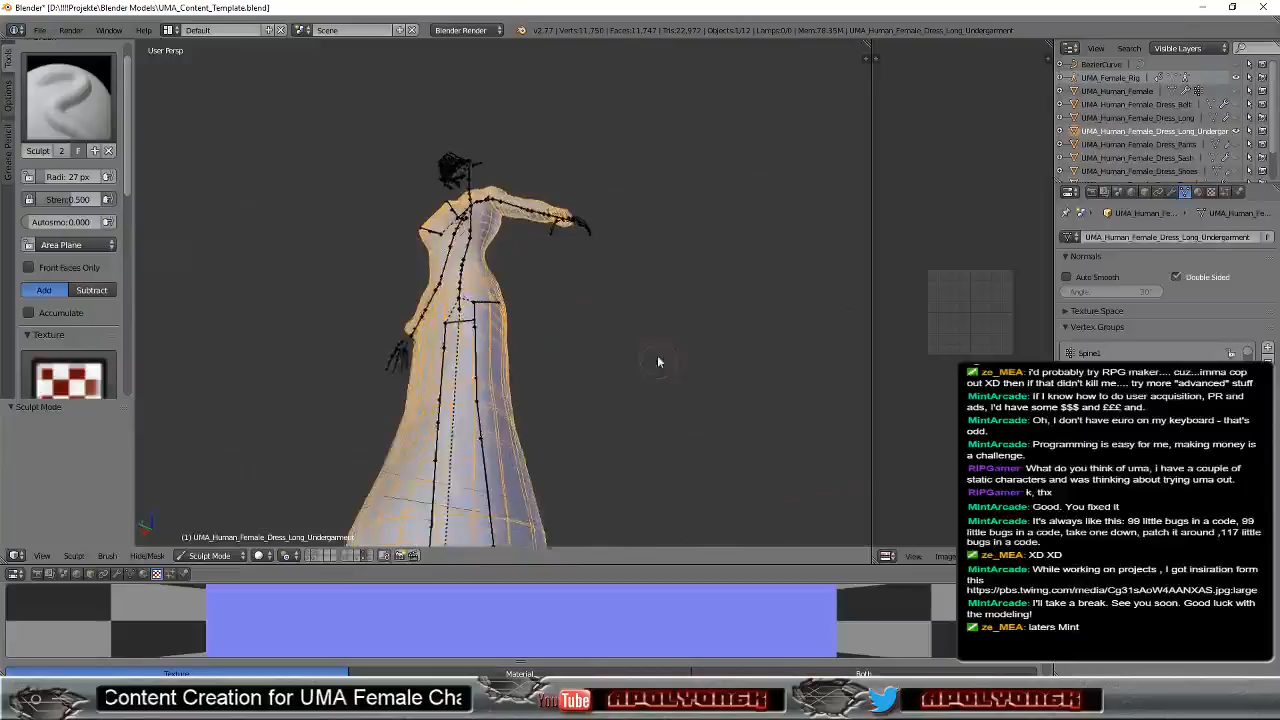 Blender* [D:\!!!!Projekte\Blender Models\UMA_Content_Template.blend]
File Render Window Help Default Scene Blender Render v2.77 | Verts:11,750 | Faces:11,747 | Tris:22,972 | Objects:1/12 | Lamps:0/0 | Mem:78.35M | UMA_Human_Female_Dress_Long_Undergarment
User Persp
View Search Visible Layers
Tools
Options
Grease Pencil
BezierCurve
UMA_Female_Rig
UMA_Human_Female
UMA_Human_Female_Dress_Belt
UMA_Human_Female_Dress_Long
UMA_Human_Female_Dress_Long_Undergar
UMA_Human_Female_Dress_Pants
UMA_Human_Female_Dress_Sash
UMA_Human_Female_Dress_Shoes
Sculpt 2 F
Radi: 27 px
Stren:0.500
Autosmo:0.000
Area Plane
Front Faces Only
Add Subtract
Accumulate
Texture
Sculpt Mode
UMA_Human_Fe... UMA_Human_Fe...
UMA_Human_Female_Dress_Long_Undergarment F
Normals
Auto Smooth Double Sided
Angle: 30°
Texture Space
Vertex Groups
Spine1
ze_MEA: i'd probably try RPG maker.... cuz...imma cop
out XD then if that didn't kill me.... try more "advanced" stuff
MintArcade: If I know how to do user acquisition, PR and
ads, I'd have some $$$ and £££ and.
MintArcade: Oh, I don't have euro on my keyboard - that's
odd.
MintArcade: Programming is easy for me, making money is
a challenge.
RIPGamer: What do you think of uma, i have a couple of
static characters and was thinking about trying uma out.
RIPGamer: k, thx
MintArcade: Good. You fixed it
MintArcade: It's always like this: 99 little bugs in a code, 99
little bugs in a code, take one down, patch it around ,117 little
bugs in a code.
ze_MEA: XD XD
MintArcade: While working on projects , I got insiration form
this
https://pbs.twimg.com/media/Cg31sAoW4AANXAS.jpg:large
MintArcade: I'll take a break. See you soon. Good luck with
the modeling!
ze_MEA: laters Mint
(1) UMA_Human_Female_Dress_Long_Undergarment
View Sculpt Brush Hide/Mask Sculpt Mode
View Image
Texture Material Both
Content Creation for UMA Female Cha
YouTube APOLYONGK APOLYONGK